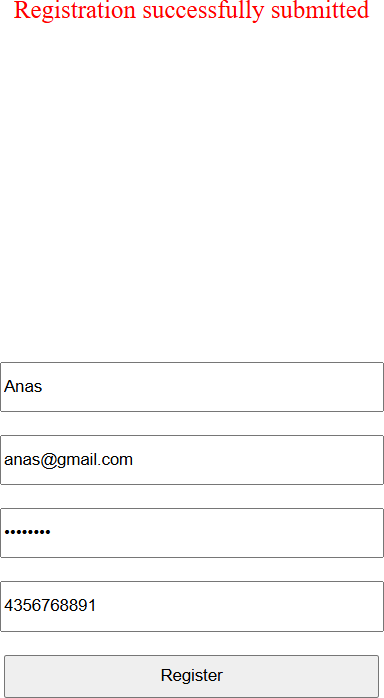 Registration successfully submitted
Anas
anas@gmail.com
••••••••
4356768891
Register